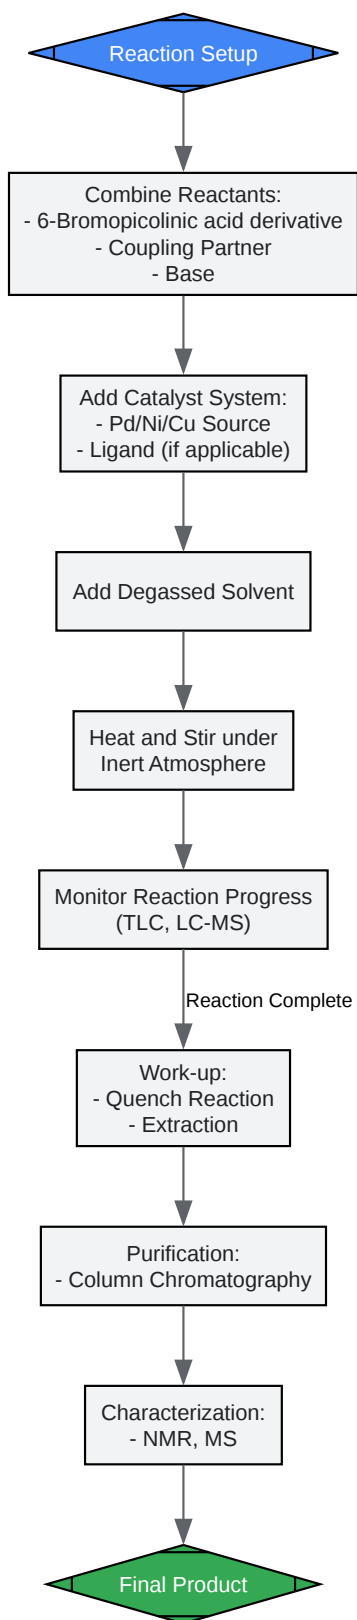 Reaction Setup
Combine Reactants:
- 6-Bromopicolinic acid derivative
- Coupling Partner
- Base
Add Catalyst System:
- Pd/Ni/Cu Source
- Ligand (if applicable)
Add Degassed Solvent
Heat and Stir under
Inert Atmosphere
Monitor Reaction Progress
(TLC, LC-MS)
Reaction Complete
Work-up:
- Quench Reaction
- Extraction
Purification:
- Column Chromatography
Characterization:
- NMR, MS
Final Product